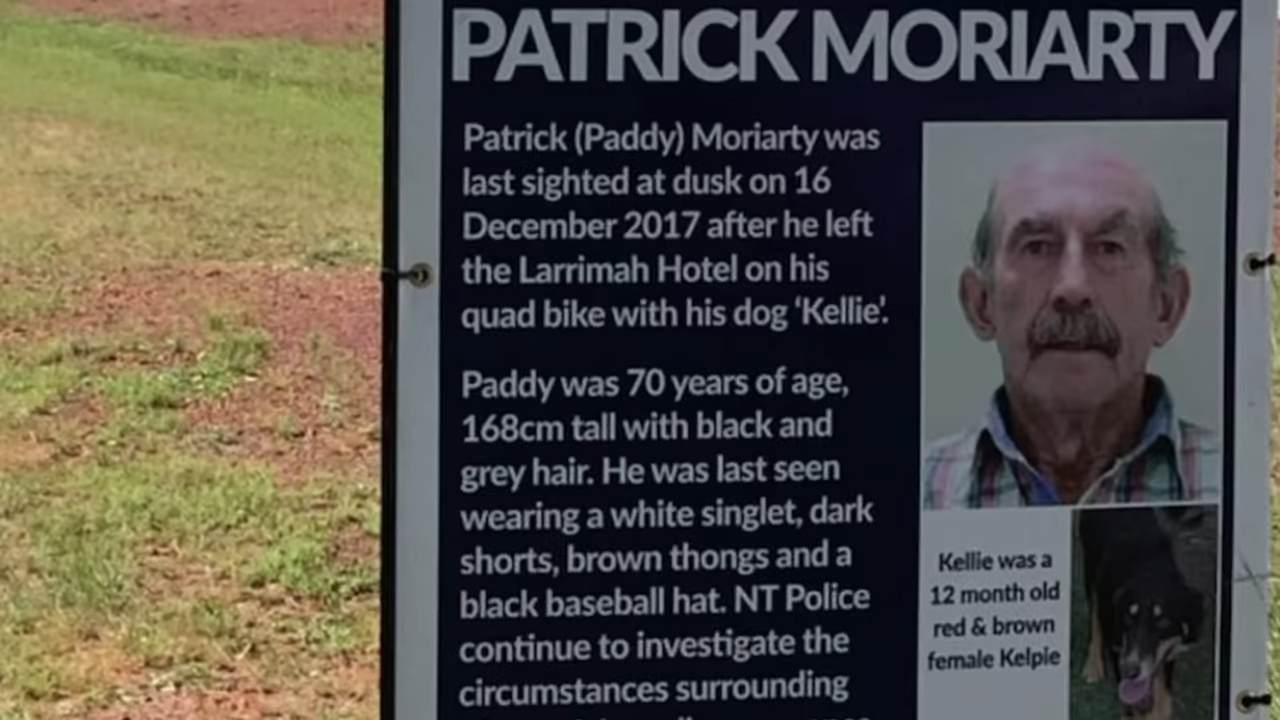 PATRICK MORIARTY
Patrick (Paddy) Moriarty was
last sighted at dusk on 16
December 2017 after he left
the Larrimah Hotel on his
quad bike with his dog ‘Kellie’.
Paddy was 70 years of age,
168cm tall with black and
grey hair. He was last seen
wearing a white singlet, dark
shorts, brown thongs and a
black baseball hat. NT Police
continue to investigate the
circumstances surrounding
Kellie was a
12 month old
red & brown
female Kelpie